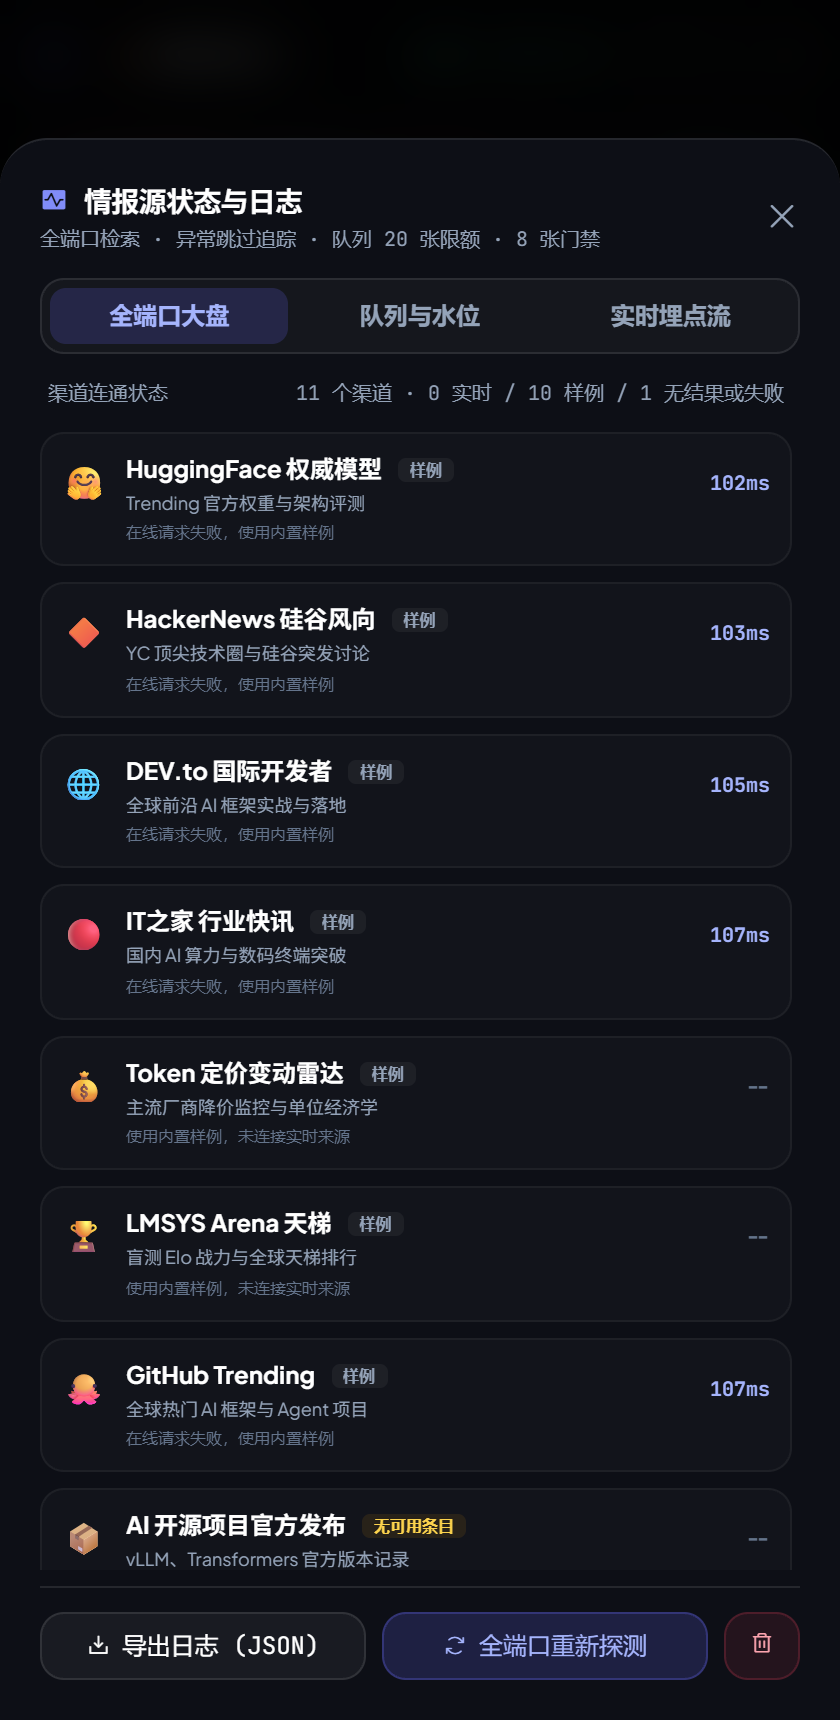 情报源状态与日志
全端口检索 · 异常跳过追踪 · 队列 20 张限额 · 8 张门禁
全端口大盘 队列与水位 实时埋点流
渠道连通状态 11 个渠道 · 0 实时 / 10 样例 / 1 无结果或失败
HuggingFace 权威模型 样例
102ms
Trending 官方权重与架构评测
在线请求失败，使用内置样例
HackerNews 硅谷风向 样例
103ms
YC 顶尖技术圈与硅谷突发讨论
在线请求失败，使用内置样例
DEV.to 国际开发者 样例
105ms
全球前沿 AI 框架实战与落地
在线请求失败，使用内置样例
IT之家 行业快讯 样例
107ms
国内 AI 算力与数码终端突破
在线请求失败，使用内置样例
Token 定价变动雷达 样例
--
主流厂商降价监控与单位经济学
使用内置样例，未连接实时来源
LMSYS Arena 天梯 样例
--
盲测 Elo 战力与全球天梯排行
使用内置样例，未连接实时来源
GitHub Trending 样例
107ms
全球热门 AI 框架与 Agent 项目
在线请求失败，使用内置样例
AI 开源项目官方发布 无可用条目
--
vLLM、Transformers 官方版本记录
导出日志 (JSON) 全端口重新探测